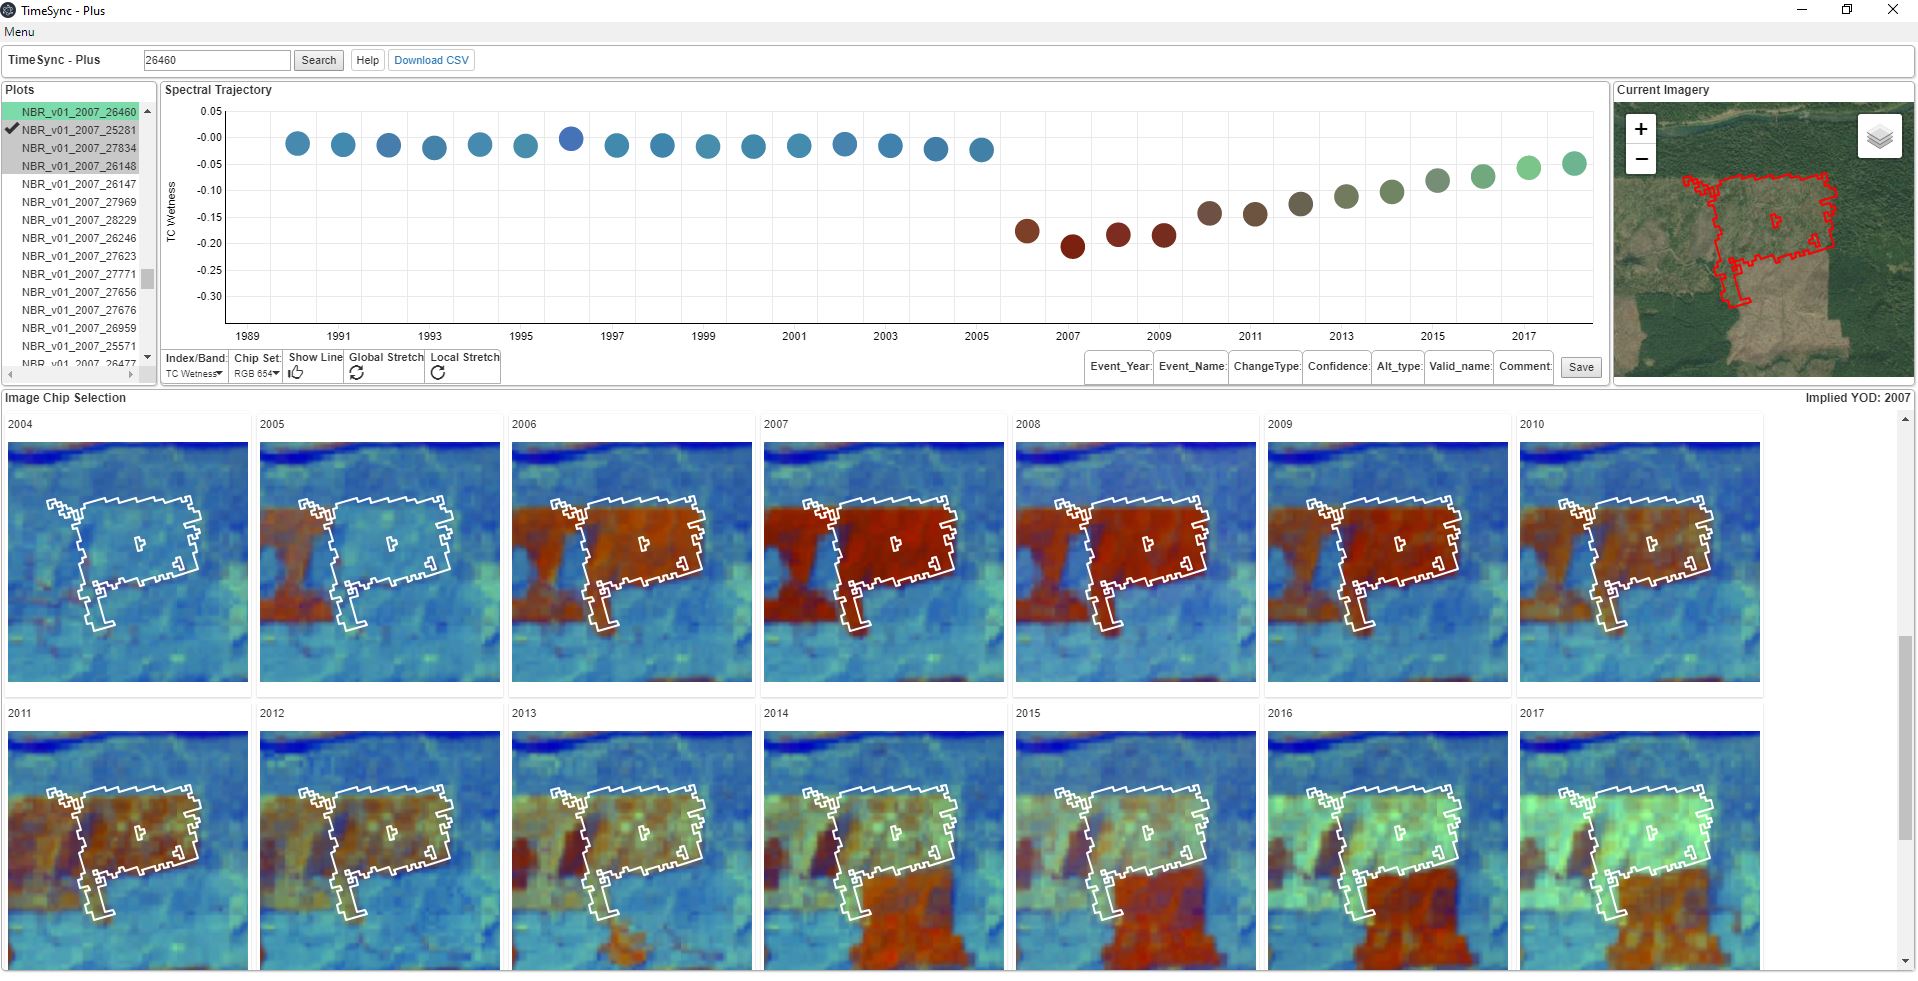 TimeSync - Plus
Menu
TimeSync - Plus
26460
Search
Help
Download CSV
Plots
NBR_v01_2007_26460
NBR_v01_2007_25281
NBR_v01_2007_27834
NBR_v01_2007_26148
NBR_v01_2007_26147
NBR_v01_2007_27969
NBR_v01_2007_28229
NBR_v01_2007_26246
NBR_v01_2007_27623
NBR_v01_2007_27771
NBR_v01_2007_27656
NBR_v01_2007_27676
NBR_v01_2007_26959
NBR_v01_2007_25571
NBR_v01_2007_26477
Spectral Trajectory
0.05
-0.00
-0.05
-0.10
-0.15
-0.20
-0.25
-0.30
TC Wetness
1989 1991 1993 1995 1997 1999 2001 2003 2005 2007 2009 2011 2013 2015 2017
Index/Band: Chip Set: Show Line Global Stretch Local Stretch
TC Wetness RGB 654
Event_Year: Event_Name: ChangeType: Confidence: Alt_type: Valid_name: Comment: Save
Current Imagery
+
−
Image Chip Selection
Implied YOD: 2007
2004 2005 2006 2007 2008 2009 2010
2011 2012 2013 2014 2015 2016 2017